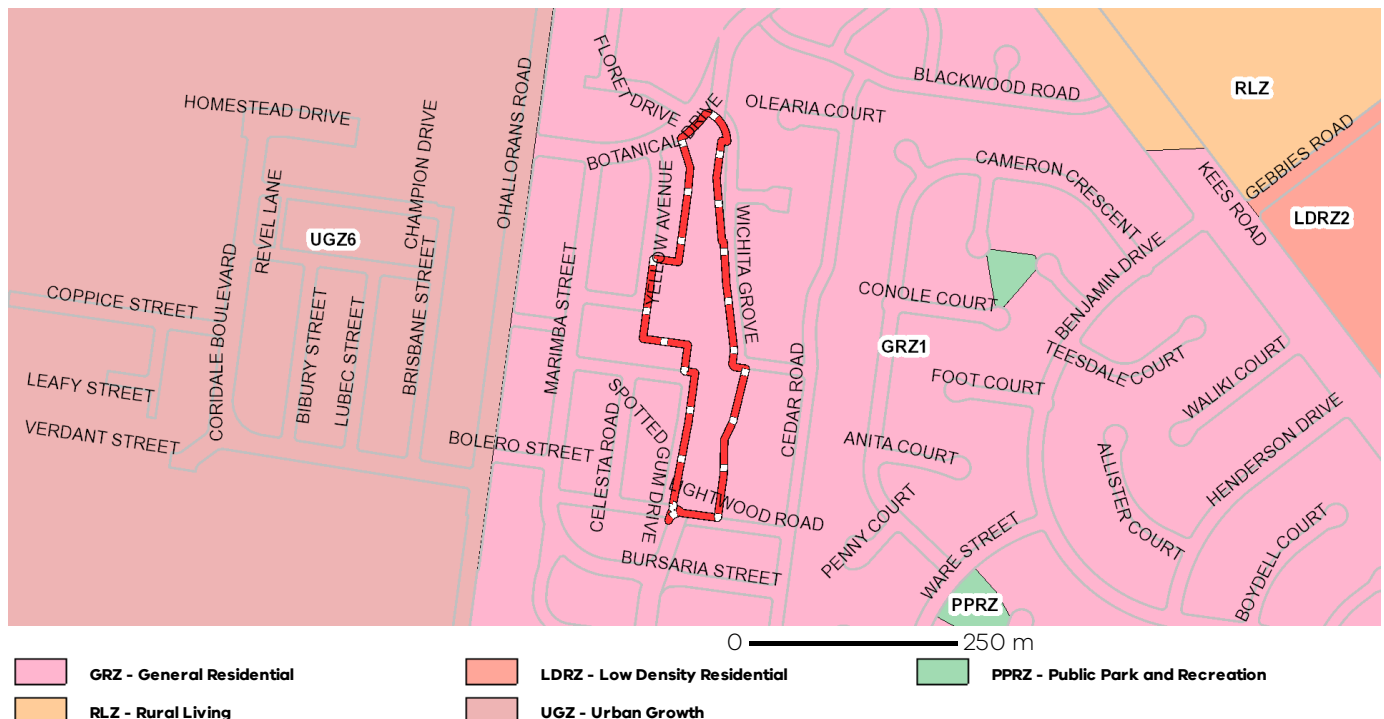 FLORET DRIVE
BLACKWOOD ROAD
RLZ
HOMESTEAD DRIVE
CHAMPION DRIVE
OHALLORANS ROAD
OLEARIA COURT
BOTANICAL DRIVE
GEBBIES ROAD
CAMERON CRESCENT
KEES ROAD
LDRZ2
REVEL LANE
UGZ6
YELLOW AVENUE
WICHITA GROVE
BENJAMIN DRIVE
COPPICE STREET
CORIDALE BOULEVARD
BIBURY STREET
LUBEC STREET
BRISBANE STREET
MARIMBA STREET
CONOLE COURT
GRZ1
TEESDALE COURT
WALIKI COURT
LEAFY STREET
SPOTTED GUM DRIVE
CEDAR ROAD
FOOT COURT
HENDERSON DRIVE
VERDANT STREET
BOLERO STREET
CELESTA ROAD
ANITA COURT
ALLISTER COURT
LIGHTWOOD ROAD
PENNY COURT
WARE STREET
BOYDELL COURT
BURSARIA STREET
PPRZ
0 250 m
GRZ - General Residential
LDRZ - Low Density Residential
PPRZ - Public Park and Recreation
RLZ - Rural Living
UGZ - Urban Growth